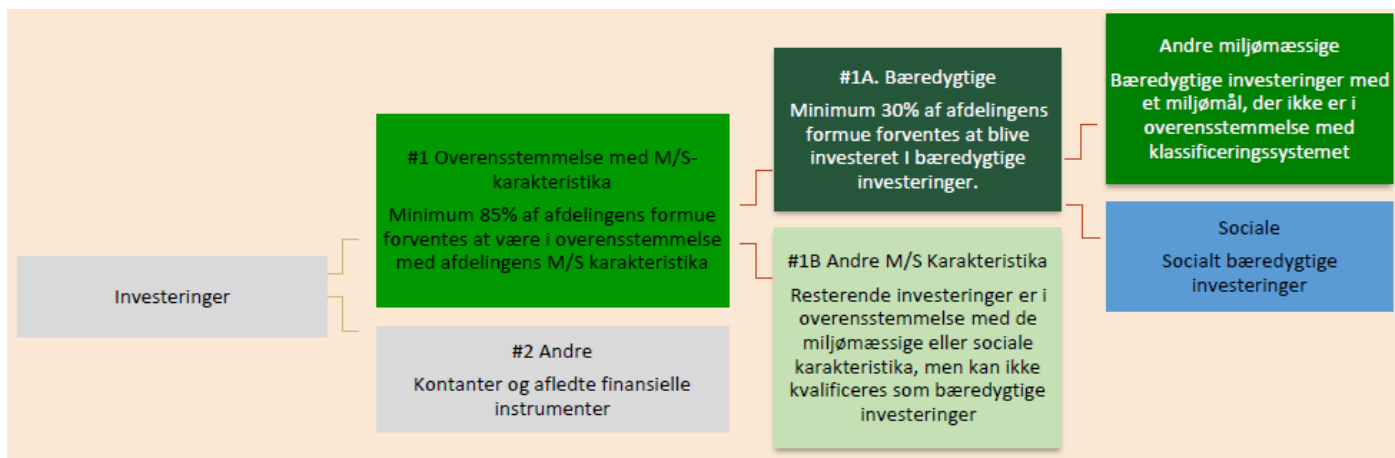 Investeringer
#1 Overensstemmelse med M/S-
karakteristika
Minimum 85% af afdelingens formue
forventes at være i overensstemmelse
med afdelingens M/S karakteristika
#2 Andre
Kontanter og afledte finansielle
instrumenter
#1A. Bæredygtige
Minimum 30% af afdelingens
formue forventes at blive
investeret I bæredygtige
investeringer.
#1B Andre M/S Karakteristika
Resterende investeringer er i
overensstemmelse med de
miljømæssige eller sociale
karakteristika, men kan ikke
kvalificeres som bæredygtige
investeringer
Andre miljømæssige
Bæredygtige investeringer med
et miljømål, der ikke er i
overensstemmelse med
klassificeringssystemet
Sociale
Socialt bæredygtige
investeringer